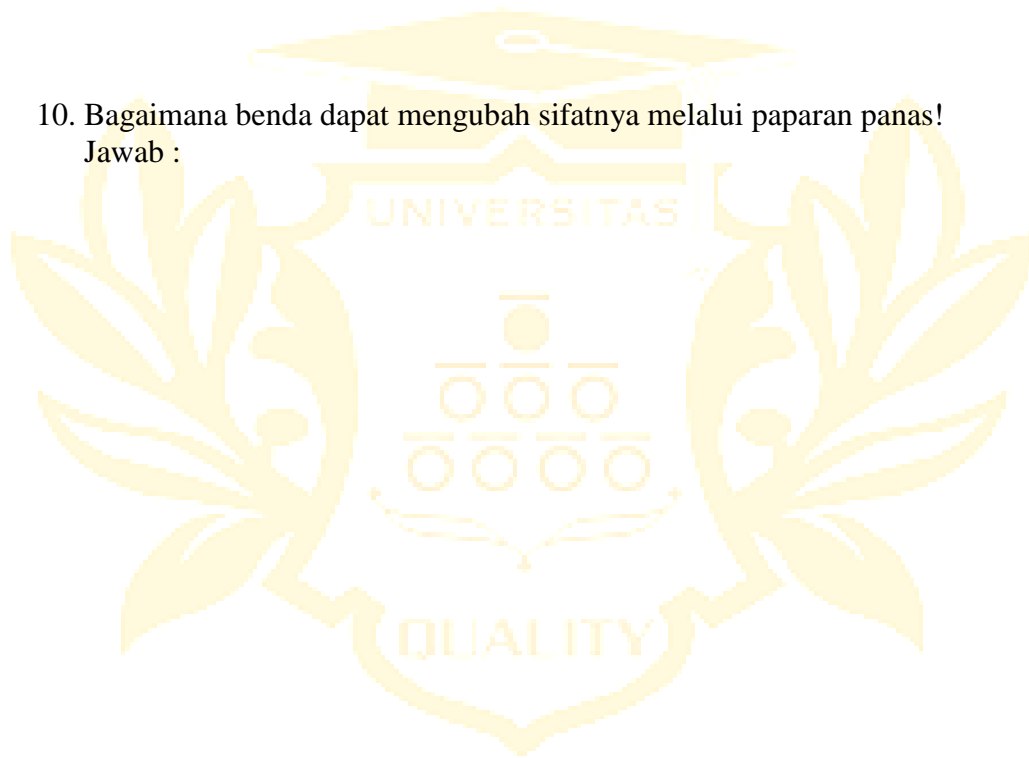 10. Bagaimana benda dapat mengubah sifatnya melalui paparan panas!
Jawab :
UNIVERSITAS
QUALITY